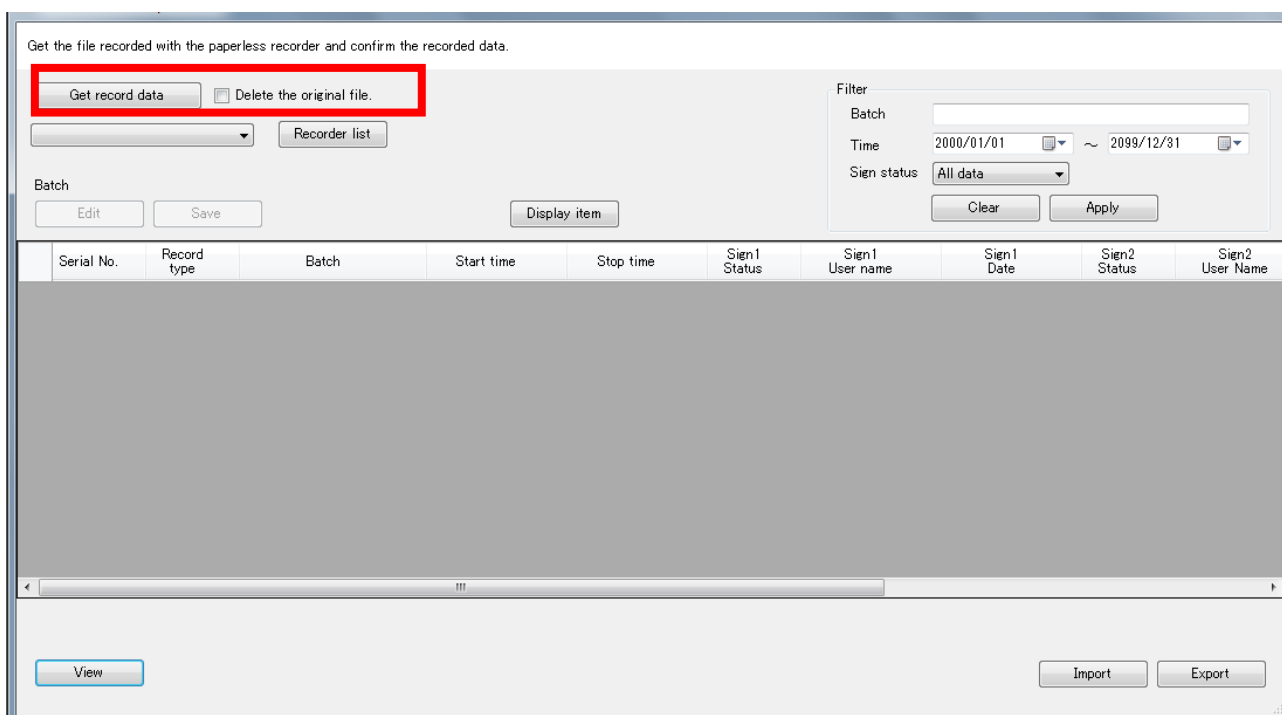 Get the file recorded with the paperless recorder and confirm the recorded data.
Get record data
Delete the original file.
Recorder list
Filter
Batch
Time 2000/01/01 ～ 2099/12/31
Sign status All data
Clear Apply
Batch
Edit Save Display item
Serial No. Record type Batch Start time Stop time Sign1 Status Sign1 User name Sign1 Date Sign2 Status Sign2 User Name
View
Import Export